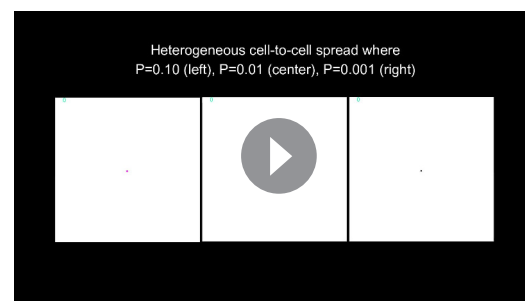 Heterogeneous cell-to-cell spread where
P=0.10 (left), P=0.01 (center), P=0.001 (right)
0 0 0